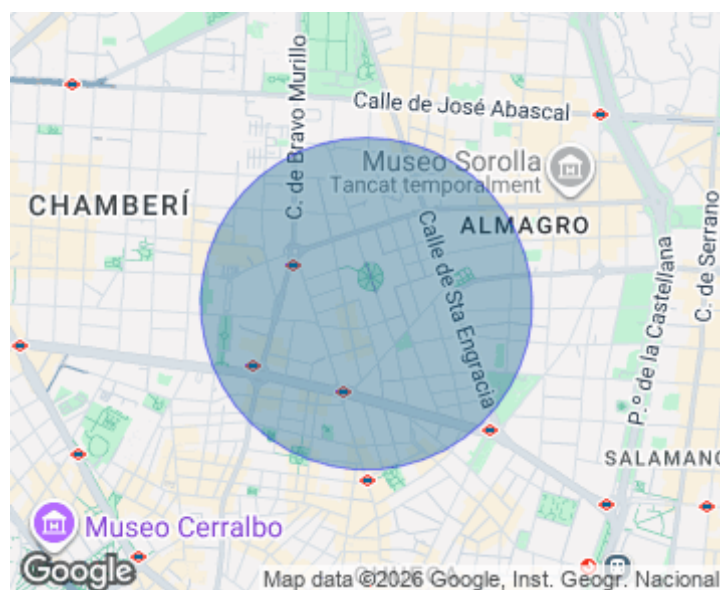 C. de Bravo Murillo
Calle de José Abascal
Museo Sorolla
Tancat temporalment
CHAMBERÍ
ALMAGRO
Calle de Sta Engracia
C. de Serrano
P.º de la Castellana
SALAMANC
Museo Cerralbo
Google
Map data ©2026 Google, Inst. Geogr. Nacional